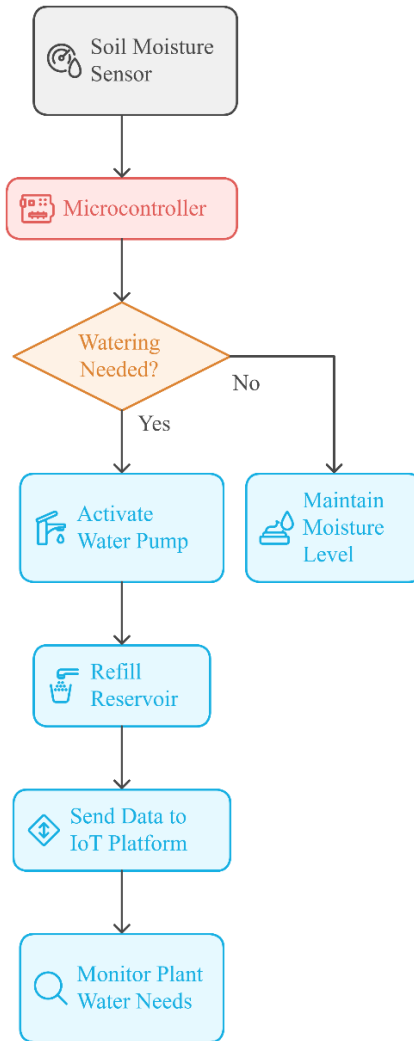 Soil Moisture
Sensor
Microcontroller
Watering
Needed?
No
Yes
Activate
Water Pump
Maintain
Moisture
Level
Refill
Reservoir
Send Data to
IoT Platform
Monitor Plant
Water Needs